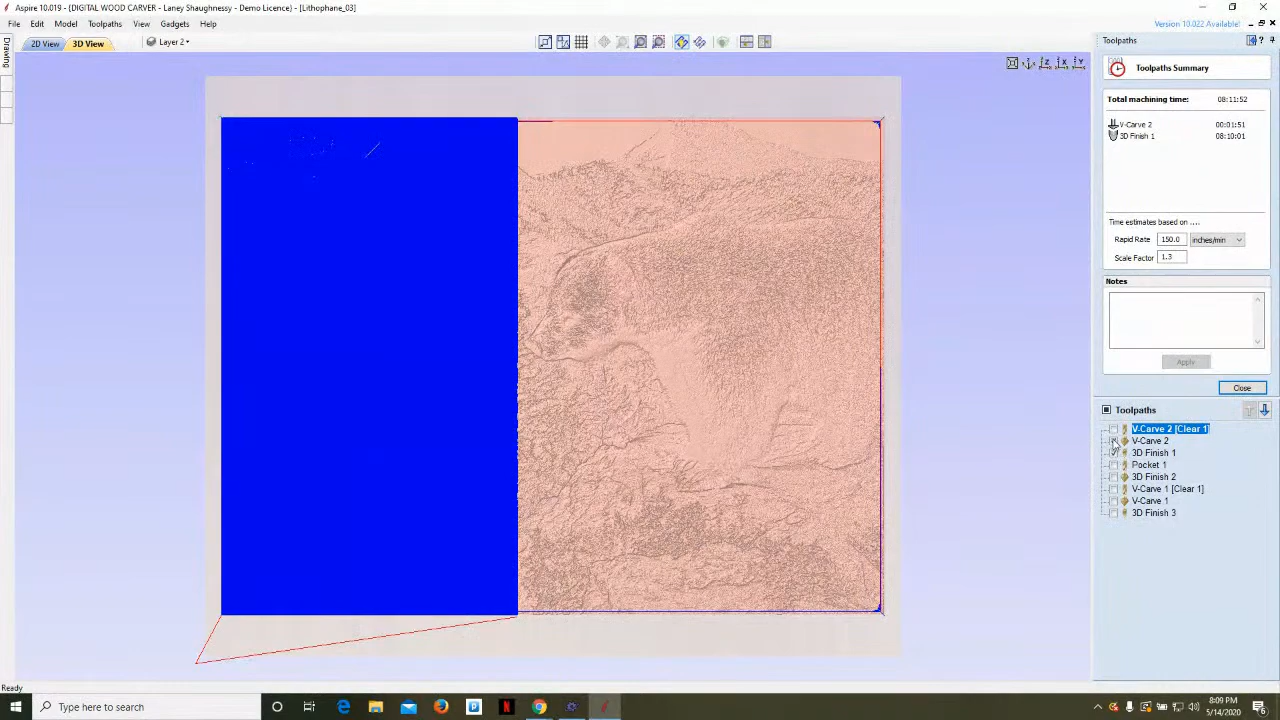 Aspire 10.019 - (DIGITAL WOOD CARVER - Laney Shaughnessy - Demo Licence) - [Lithophane_03]
File Edit Model Toolpaths View Gadgets Help
Version 10.022 Available!
2D View 3D View Layer 2
Drawing
Toolpaths
Toolpaths Summary
Total machining time: 08:11:52
V-Carve 2 00:01:51
3D Finish 1 08:10:01
Time estimates based on ....
Rapid Rate 150.0 inches/min
Scale Factor 1.3
Notes
Apply
Close
Toolpaths
V-Carve 2 [Clear 1]
V-Carve 2
3D Finish 1
Pocket 1
3D Finish 2
V-Carve 1 [Clear 1]
V-Carve 1
3D Finish 3
Ready
Type here to search
8:09 PM
5/14/2020